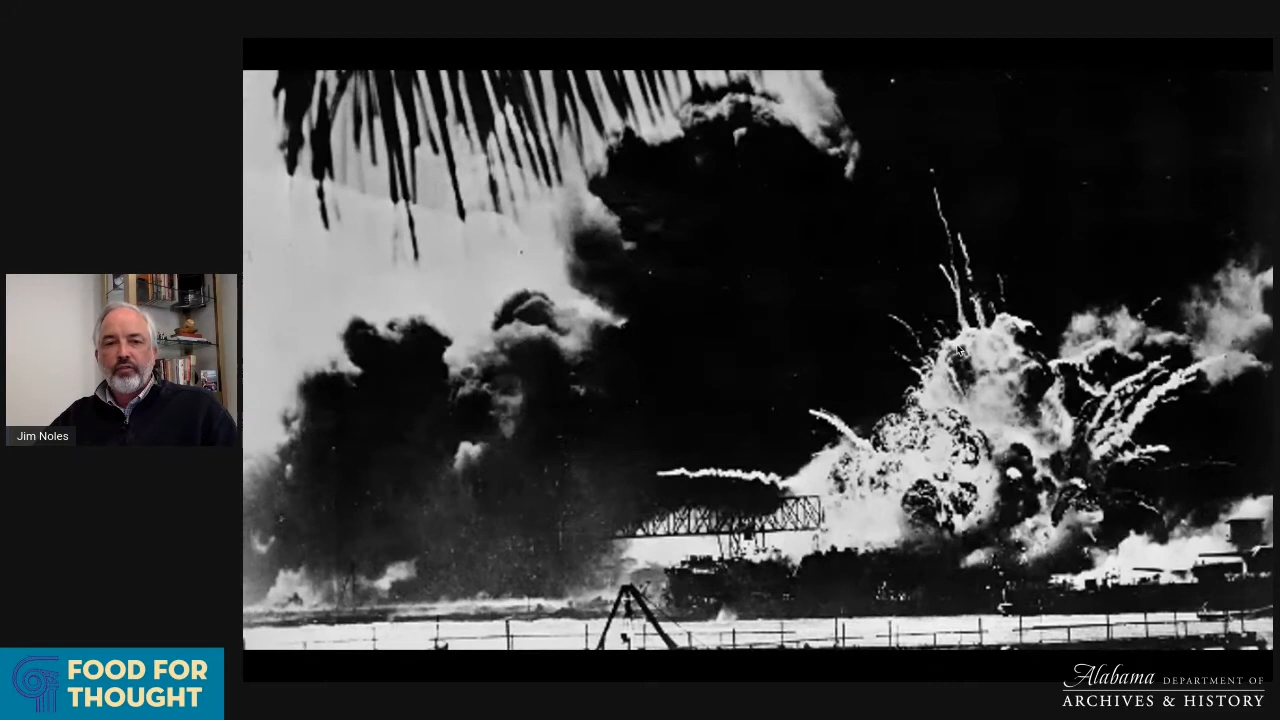 Jim Noles
FOOD FOR
THOUGHT
Alabama DEPARTMENT OF
ARCHIVES & HISTORY